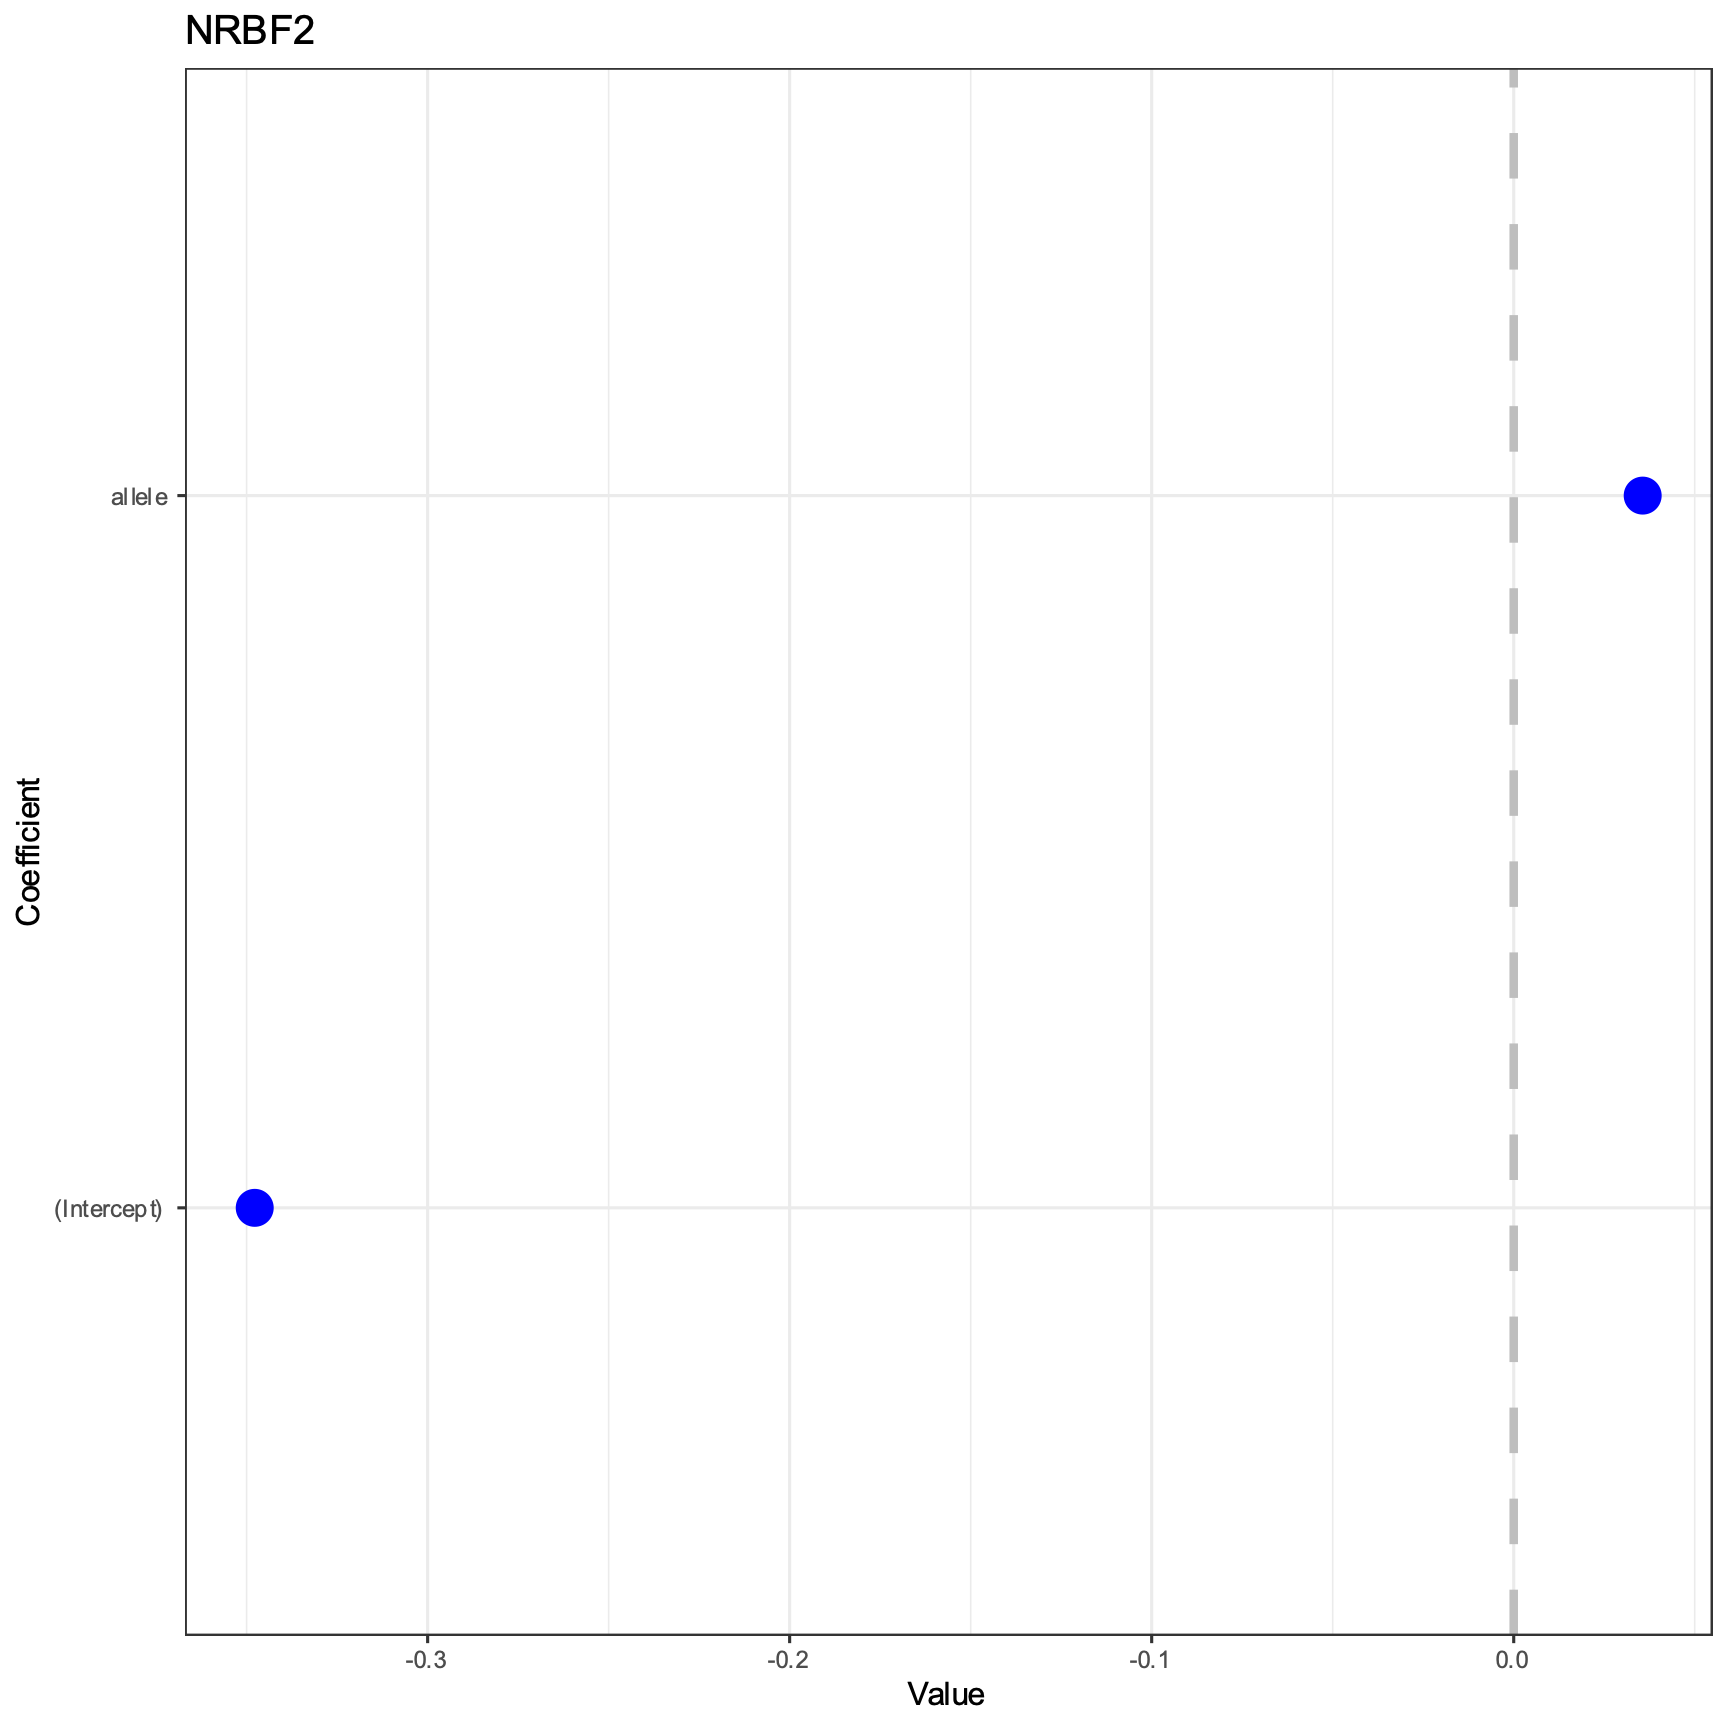 NRBF2
allele
(Intercept)
Coefficient
-0.3
-0.2
-0.1
0.0
Value